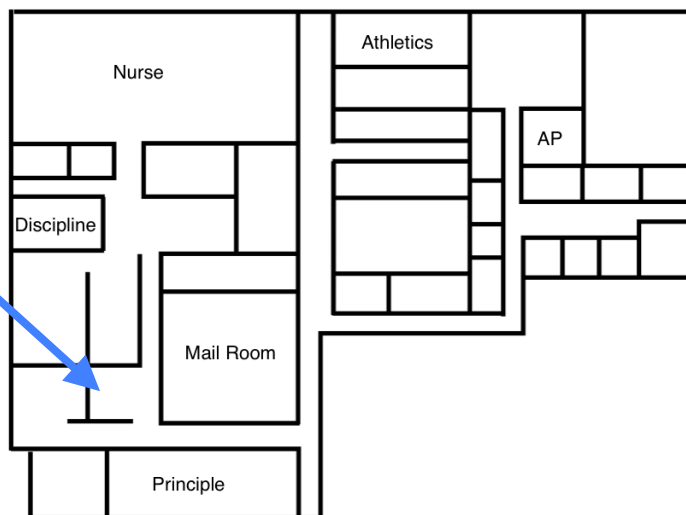 Athletics
Nurse
AP
Discipline
Mail Room
Principle